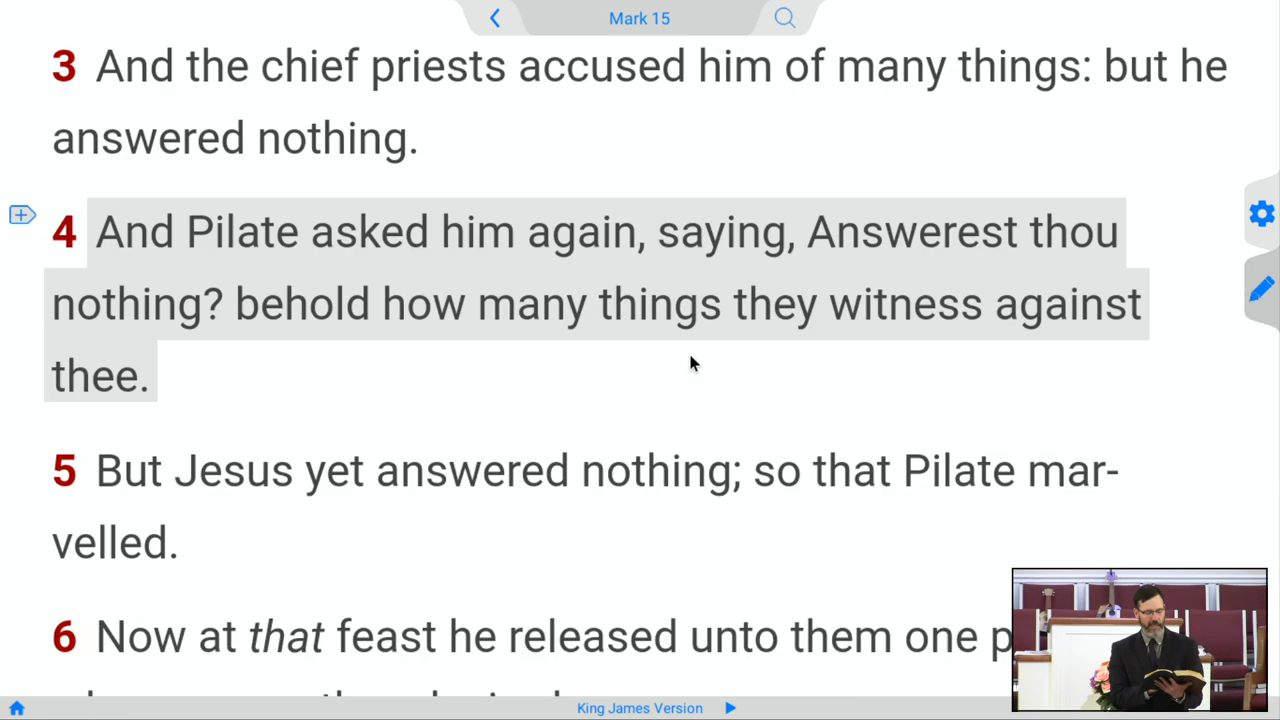 Mark 15
3 And the chief priests accused him of many things: but he
answered nothing.
4 And Pilate asked him again, saying, Answerest thou
nothing? behold how many things they witness against
thee.
5 But Jesus yet answered nothing; so that Pilate mar-
velled.
6 Now at that feast he released unto them one
King James Version